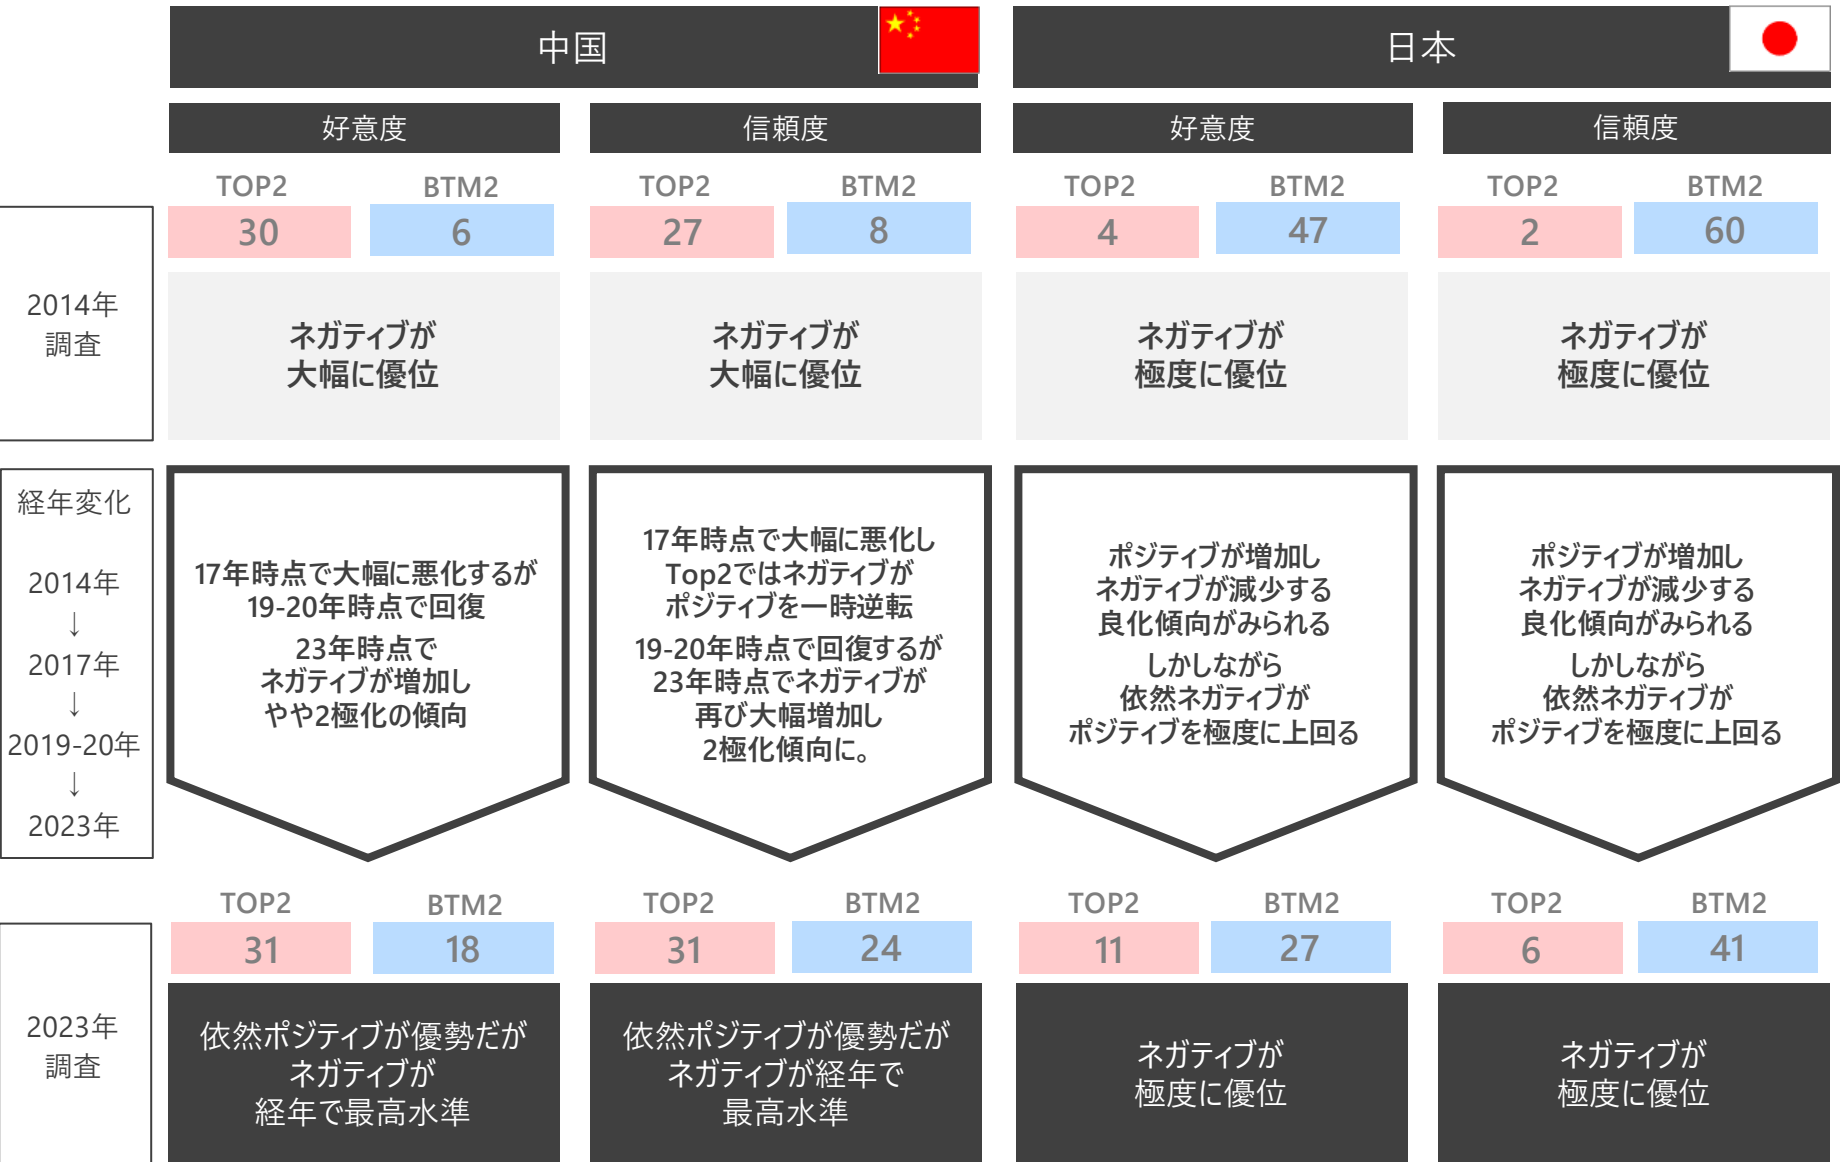 中国
日本
好意度
信頼度
好意度
信頼度
TOP2
BTM2
TOP2
BTM2
TOP2
BTM2
TOP2
BTM2
30
6
27
8
4
47
2
60
2014年
調査
ネガティブが
大幅に優位
ネガティブが
大幅に優位
ネガティブが
極度に優位
ネガティブが
極度に優位
経年変化
2014年
↓
2017年
↓
2019-20年
↓
2023年
17年時点で大幅に悪化するが
19-20年時点で回復
23年時点で
ネガティブが増加し
やや2極化の傾向
17年時点で大幅に悪化し
Top2ではネガティブが
ポジティブを一時逆転
19-20年時点で回復するが
23年時点でネガティブが
再び大幅増加し
2極化傾向に。
ポジティブが増加し
ネガティブが減少する
良化傾向がみられる
しかしながら
依然ネガティブが
ポジティブを極度に上回る
ポジティブが増加し
ネガティブが減少する
良化傾向がみられる
しかしながら
依然ネガティブが
ポジティブを極度に上回る
TOP2
BTM2
TOP2
BTM2
TOP2
BTM2
TOP2
BTM2
31
18
31
24
11
27
6
41
2023年
調査
依然ポジティブが優勢だが
ネガティブが
経年で最高水準
依然ポジティブが優勢だが
ネガティブが経年で
最高水準
ネガティブが
極度に優位
ネガティブが
極度に優位